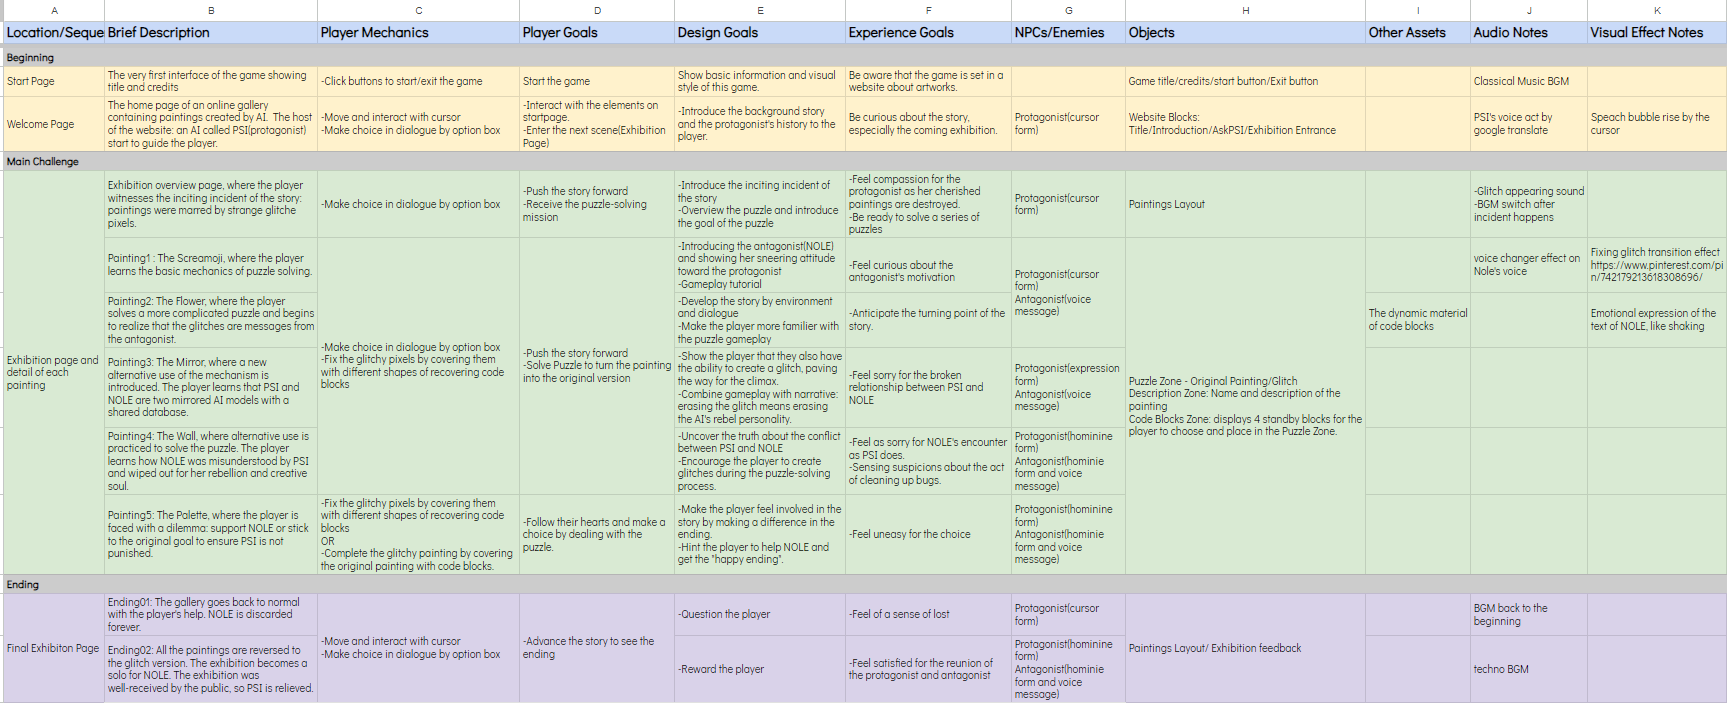 A B C D E F G H I J K
Location/Seque Brief Description Player Mechanics Player Goals Design Goals Experience Goals NPCs/Enemies Objects Other Assets Audio Notes Visual Effect Notes
Beginning
Start Page
The very first interface of the game showing
title and credits
-Click buttons to start/exit the game
Start the game
Show basic information and visual
style of this game.
Be aware that the game is set in a
website about artworks.
Game title/credits/start button/Exit button
Classical Music BGM
Welcome Page
The home page of an online gallery
containing paintings created by AI. The host
of the website: an AI called PSI(protagonist)
start to guide the player.
-Move and interact with cursor
-Make choice in dialogue by option box
-Interact with the elements on
startpage.
-Enter the next scene(Exhibition
Page)
-Introduce the background story
and the protagonist's history to the
player.
Be curious about the story,
especially the coming exhibition.
Protagonist(cursor
form)
Website Blocks:
Title/Introduction/AskPSI/Exhibition Entrance
PSI's voice act by
google translate
Speach bubble rise by the
cursor
Main Challenge
Exhibition page and
detail of each
painting
Exhibition overview page, where the player
witnesses the inciting incident of the story:
paintings were marred by strange glitche
pixels.
-Make choice in dialogue by option box
-Push the story forward
-Receive the puzzle-solving
mission
-Introduce the inciting incident of
the story
-Overview the puzzle and introduce
the goal of the puzzle
-Feel compassion for the
protagonist as her cherished
paintings are destroyed.
-Be ready to solve a series of
puzzles
Protagonist(cursor
form)
Paintings Layout
-Glitch appearing sound
-BGM switch after
incident happens
Painting1 : The Screamoji, where the player
learns the basic mechanics of puzzle solving.
-Make choice in dialogue by option box
-Fix the glitchy pixels by covering them
with different shapes of recovering code
blocks
-Push the story forward
-Solve Puzzle to turn the painting
into the original version
-Introducing the antagonist(NOLE)
and showing her sneering attitude
toward the protagonist
-Gameplay tutorial
-Feel curious about the
antagonist's motivation
Protagonist(cursor
form)
Antagonist(voice
message)
Puzzle Zone - Original Painting/Glitch
Description Zone: Name and description of the
painting
Code Blocks Zone: displays 4 standby blocks for the
player to choose and place in the Puzzle Zone.
voice changer effect on
Nole's voice
Fixing glitch transition effect
https://www.pinterest.com/pi
n/742179213618308696/
Painting2: The Flower, where the player
solves a more complicated puzzle and begins
to realize that the glitches are messages from
the antagonist.
-Develop the story by environment
and dialogue
-Make the player more familier with
the puzzle gameplay
-Anticipate the turning point of the
story.
The dynamic material
of code blocks
Emotional expression of the
text of NOLE, like shaking
Painting3: The Mirror, where a new
alternative use of the mechanism is
introduced. The player learns that PSI and
NOLE are two mirrored AI models with a
shared database.
-Show the player that they also have
the ability to create a glitch, paving
the way for the climax.
-Combine gameplay with narrative:
erasing the glitch means erasing
the AI's rebel personality.
-Feel sorry for the broken
relationship between PSI and
NOLE
Protagonist(expression
form)
Antagonist(voice
message)
Painting4: The Wall, where alternative use is
practiced to solve the puzzle. The player
learns how NOLE was misunderstood by PSI
and wiped out for her rebellion and creative
soul.
-Uncover the truth about the conflict
between PSI and NOLE
-Encourage the player to create
glitches during the puzzle-solving
process.
-Feel as sorry for NOLE's encounter
as PSI does.
-Sensing suspicions about the act
of cleaning up bugs.
Protagonist(hominine
form)
Antagonist(hominie
form and voice
message)
Painting5: The Palette, where the player is
faced with a dilemma: support NOLE or stick
to the original goal to ensure PSI is not
punished.
-Fix the glitchy pixels by covering them
with different shapes of recovering code
blocks
OR
-Complete the glitchy painting by covering
the original painting with code blocks.
-Follow their hearts and make a
choice by dealing with the
puzzle.
-Make the player feel involved in the
story by making a difference in the
ending.
-Hint the player to help NOLE and
get the "happy ending".
-Feel uneasy for the choice
Protagonist(hominine
form)
Antagonist(hominie
form and voice
message)
Ending
Final Exhibiton Page
Ending01: The gallery goes back to normal
with the player's help. NOLE is discarded
forever.
-Move and interact with cursor
-Make choice in dialogue by option box
-Advance the story to see the
ending
-Question the player
-Feel of a sense of lost
Protagonist(cursor
form)
Paintings Layout/ Exhibition feedback
BGM back to the
beginning
Ending02: All the paintings are reversed to
the glitch version. The exhibition becomes a
solo for NOLE. The exhibition was
well-received by the public, so PSI is relieved.
-Reward the player
-Feel satisfied for the reunion of
the protagonist and antagonist
Protagonist(hominine
form)
Antagonist(hominie
form and voice
message)
techno BGM